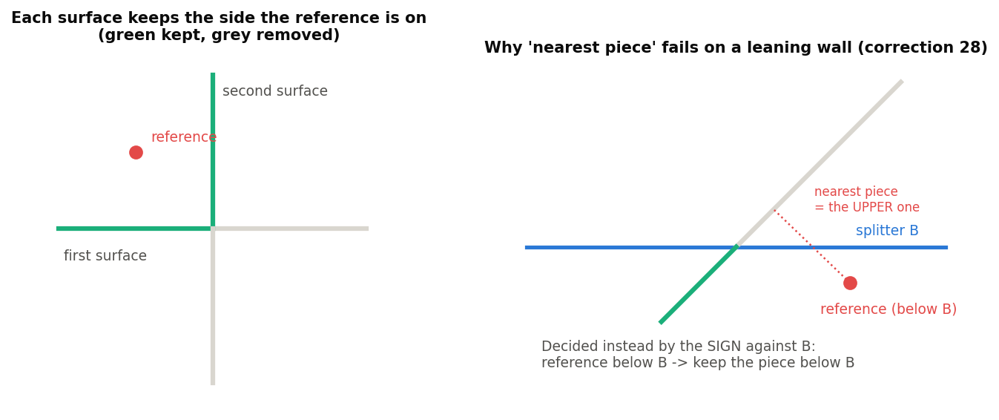 Each surface keeps the side the reference is on
(green kept, grey removed)
second surface
reference
first surface
Why 'nearest piece' fails on a leaning wall (correction 28)
nearest piece
= the UPPER one
splitter B
reference (below B)
Decided instead by the SIGN against B:
reference below B -> keep the piece below B